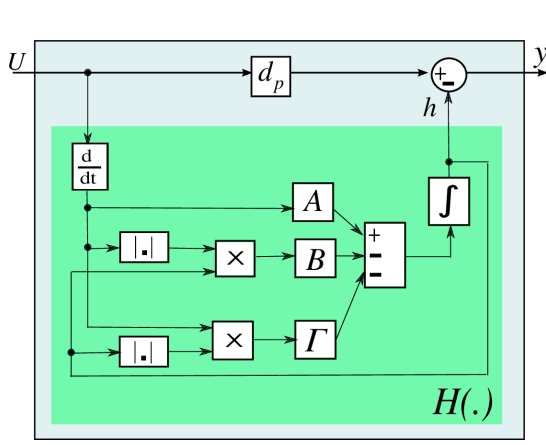 U
d_p
+
-
y
h
d
dt
A
∫
+
-
-
|.|
×
B
×
Γ
|.|
H(.)